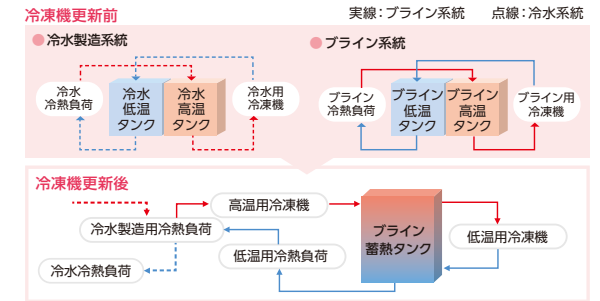 冷凍機更新前
実線：ブライン系統 点線：冷水系統
冷水製造系統
ブライン系統
冷水
冷熱負荷
冷水
低温
タンク
冷水
高温
タンク
冷水用
冷凍機
ブライン
冷熱負荷
ブライン
低温
タンク
ブライン
高温
タンク
ブライン用
冷凍機
冷凍機更新後
高温用冷凍機
冷水製造用冷熱負荷
低温用冷熱負荷
冷水冷熱負荷
ブライン
蓄熱タンク
低温用冷凍機